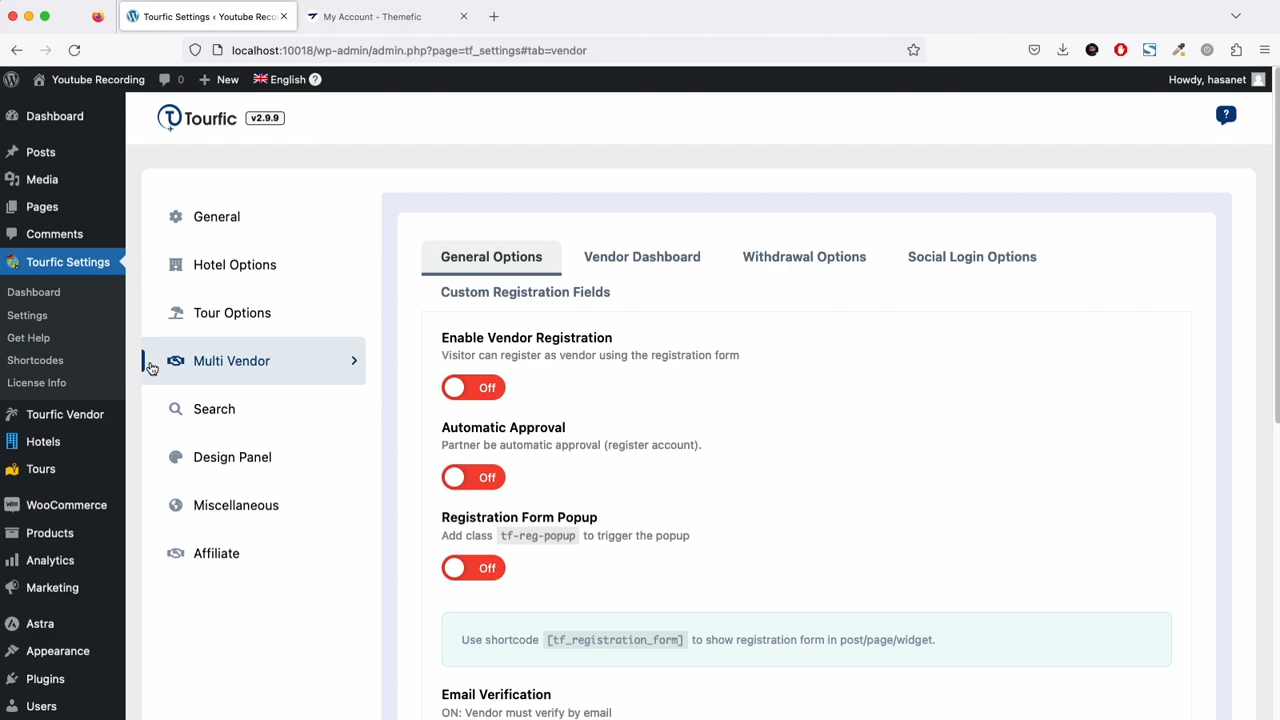 Tourfic Settings ‹ Youtube Reco
My Account - Themefic
localhost:10018/wp-admin/admin.php?page=tf_settings#tab=vendor
Youtube Recording
0
New
English
Howdy, hasanet
Dashboard
Posts
Media
Pages
Comments
Tourfic Settings
Dashboard
Settings
Get Help
Shortcodes
License Info
Tourfic Vendor
Hotels
Tours
WooCommerce
Products
Analytics
Marketing
Astra
Appearance
Plugins
Users
Tourfic
v2.9.9
General
Hotel Options
Tour Options
Multi Vendor
Search
Design Panel
Miscellaneous
Affiliate
General Options
Vendor Dashboard
Withdrawal Options
Social Login Options
Custom Registration Fields
Enable Vendor Registration
Visitor can register as vendor using the registration form
Off
Automatic Approval
Partner be automatic approval (register account).
Off
Registration Form Popup
Add class tf-reg-popup to trigger the popup
Off
Use shortcode [tf_registration_form] to show registration form in post/page/widget.
Email Verification
ON: Vendor must verify by email